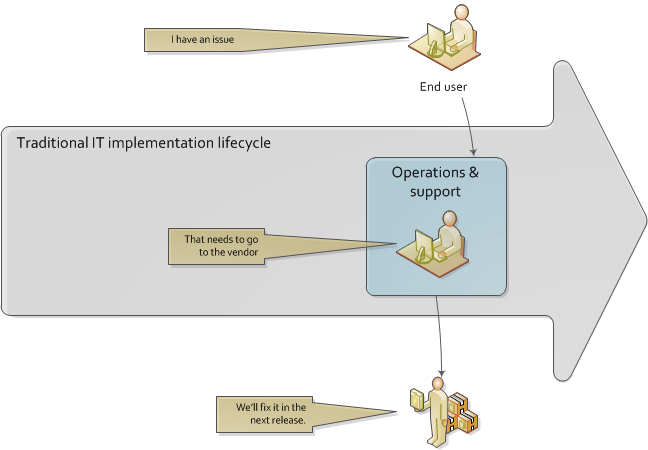 I have an issue
End user
Traditional IT implementation lifecycle
Operations &
support
That needs to go
to the vendor
We'll fix it in the
next release.